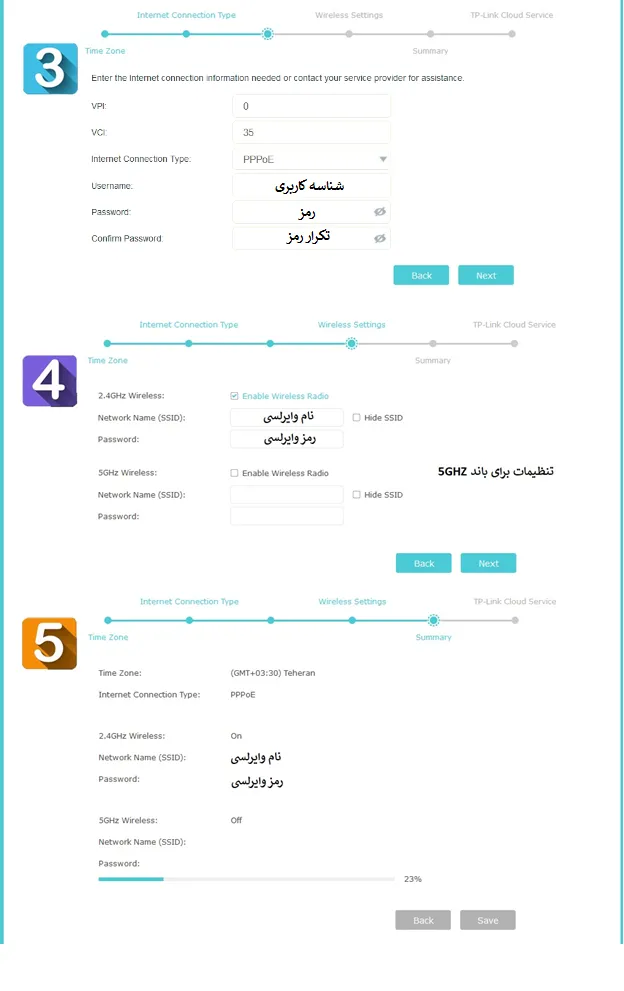 Internet Connection Type Wireless Settings TP-Link Cloud Service
Time Zone Summary
3
Enter the Internet connection information needed or contact your service provider for assistance.
VPI: 0
VCI: 35
Internet Connection Type: PPPoE
Username: شناسه کاربری
Password: رمز
Confirm Password: تکرار رمز
Back Next
Internet Connection Type Wireless Settings TP-Link Cloud Service
Time Zone Summary
4
2.4GHz Wireless: Enable Wireless Radio
Network Name (SSID): نام وایرلسی Hide SSID
Password: رمز وایرلسی
5GHz Wireless: Enable Wireless Radio تنظیمات برای باند 5GHZ
Network Name (SSID): Hide SSID
Password:
Back Next
Internet Connection Type Wireless Settings TP-Link Cloud Service
Time Zone Summary
5
Time Zone: (GMT+03:30) Teheran
Internet Connection Type: PPPoE
2.4GHz Wireless: On
Network Name (SSID): نام وایرلسی
Password: رمز وایرلسی
5GHz Wireless: Off
Network Name (SSID):
Password:
23%
Back Save